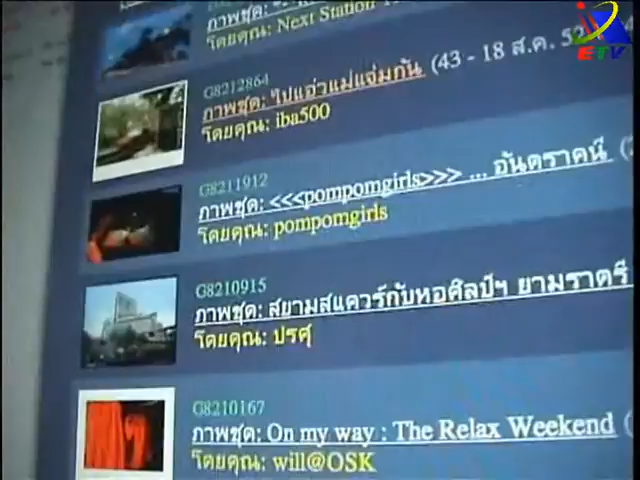 ETV
ภาพชุด:
โดยคุณ: Next Station
G8212864
ภาพชุด: ไปแอ่วแม่แจ่มกัน (43 - 18 ส.ค. 52
โดยคุณ: iba500
G8211912
ภาพชุด: <<<pompomgirls>>> ... อันดราคนี้ (
โดยคุณ: pompomgirls
G8210915
ภาพชุด: สยามสแควร์กับหอศิลป์ฯ ยามราตรี
โดยคุณ: ปรศุ
G8210167
ภาพชุด: On my way : The Relax Weekend (
โดยคุณ: will@OSK